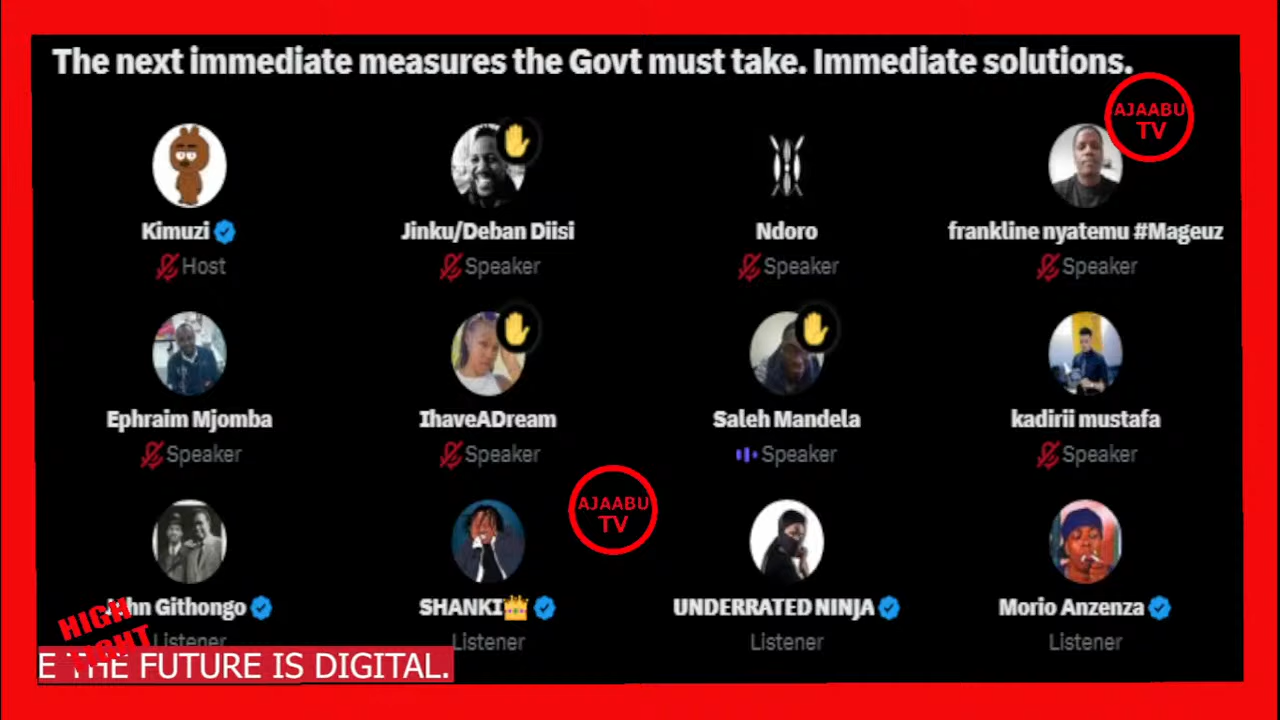 The next immediate measures the Govt must take. Immediate solutions.
AJAABU
TV
Kimuzi
Jinku/Deban Diisi
Ndoro
frankline nyatemu #Mageuz
Host
Speaker
Speaker
Speaker
Ephraim Mjomba
IhaveADream
Saleh Mandela
kadirii mustafa
Speaker
Speaker
Speaker
Speaker
AJAABU
TV
Githongo
SHANKI👑
UNDERRATED NINJA
Morio Anzenza
Listener
Listener
Listener
Listener
HIGH
E THE FUTURE IS DIGITAL.